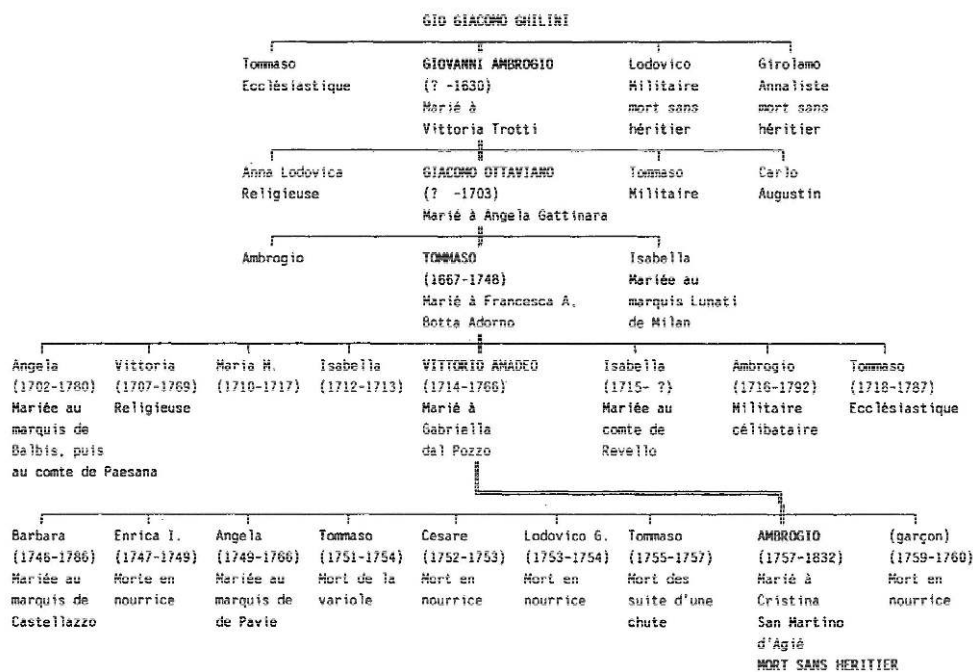 GIO GIACOMO GHILINI
Tommaso GIOVANNI AMBROGIO Lodovico Girolamo
Ecclésiastique (? -1630) Militaire Annaliste
Marié à mort sans mort sans
Vittoria Trotti héritier héritier
Anna Lodovica GIACOMO OTTAVIANO Tommaso Carlo
Religieuse (? -1703) Militaire Augustin
Marié à Angela Gattinara
Ambrogio TOMMASO Isabella
(1667-1748) Mariée au
Marié à Francesca A. marquis Lunati
Botta Adorno de Milan
Angela Vittoria Maria M. Isabella VITTORIO AMADEO Isabella Ambrogio Tommaso
(1702-1780) (1707-1769) (1710-1717) (1712-1713) (1714-1766) (1715- ?) (1716-1792) (1718-1787)
Mariée au Religieuse Marié à Mariée au Militaire Ecclésiastique
marquis de Gabriella comte de célibataire
Balbis, puis dal Pozzo Revello
au comte de Paesana
Barbara Enrica I. Angela Tommaso Cesare Lodovico G. Tommaso AMBROGIO (garçon)
(1746-1786) (1747-1749) (1749-1766) (1751-1754) (1752-1753) (1753-1754) (1755-1757) (1757-1832) (1759-1760)
Mariée au Morte en Mariée au Mort de la Mort en Mort en Mort des Marié à Mort en
marquis de nourrice marquis de variole nourrice nourrice suite d'une Cristina nourrice
Castellazzo de Pavie chute San Martino
d'Agié
MORT SANS HERITIER